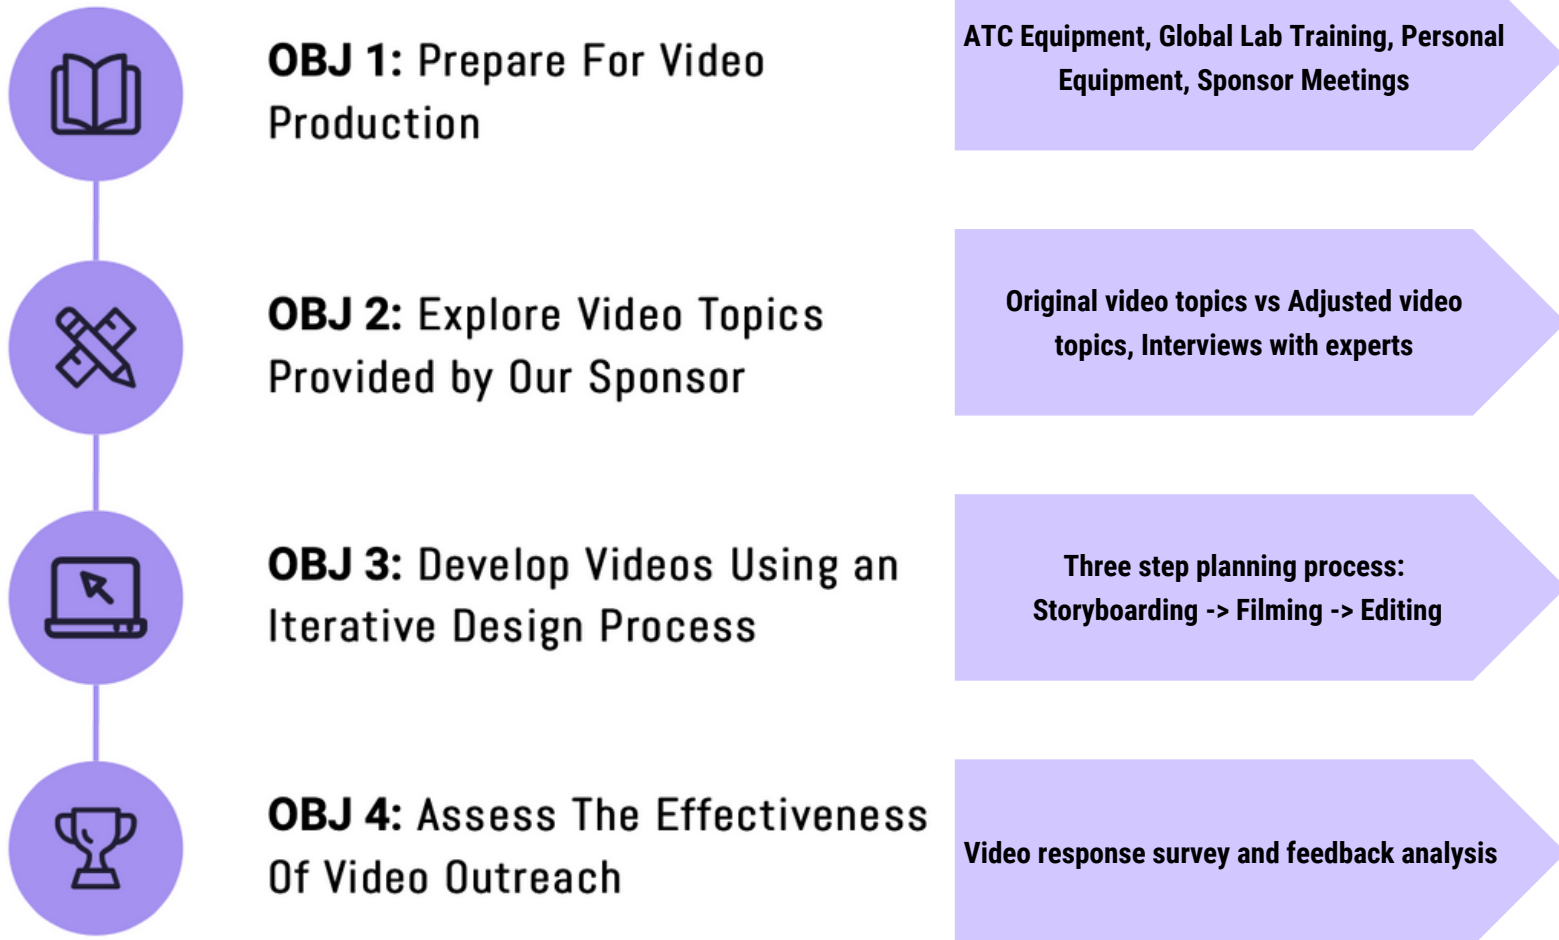 OBJ 1: Prepare For Video
Production
ATC Equipment, Global Lab Training, Personal
Equipment, Sponsor Meetings
OBJ 2: Explore Video Topics
Provided by Our Sponsor
Original video topics vs Adjusted video
topics, Interviews with experts
OBJ 3: Develop Videos Using an
Iterative Design Process
Three step planning process:
Storyboarding -> Filming -> Editing
OBJ 4: Assess The Effectiveness
Of Video Outreach
Video response survey and feedback analysis